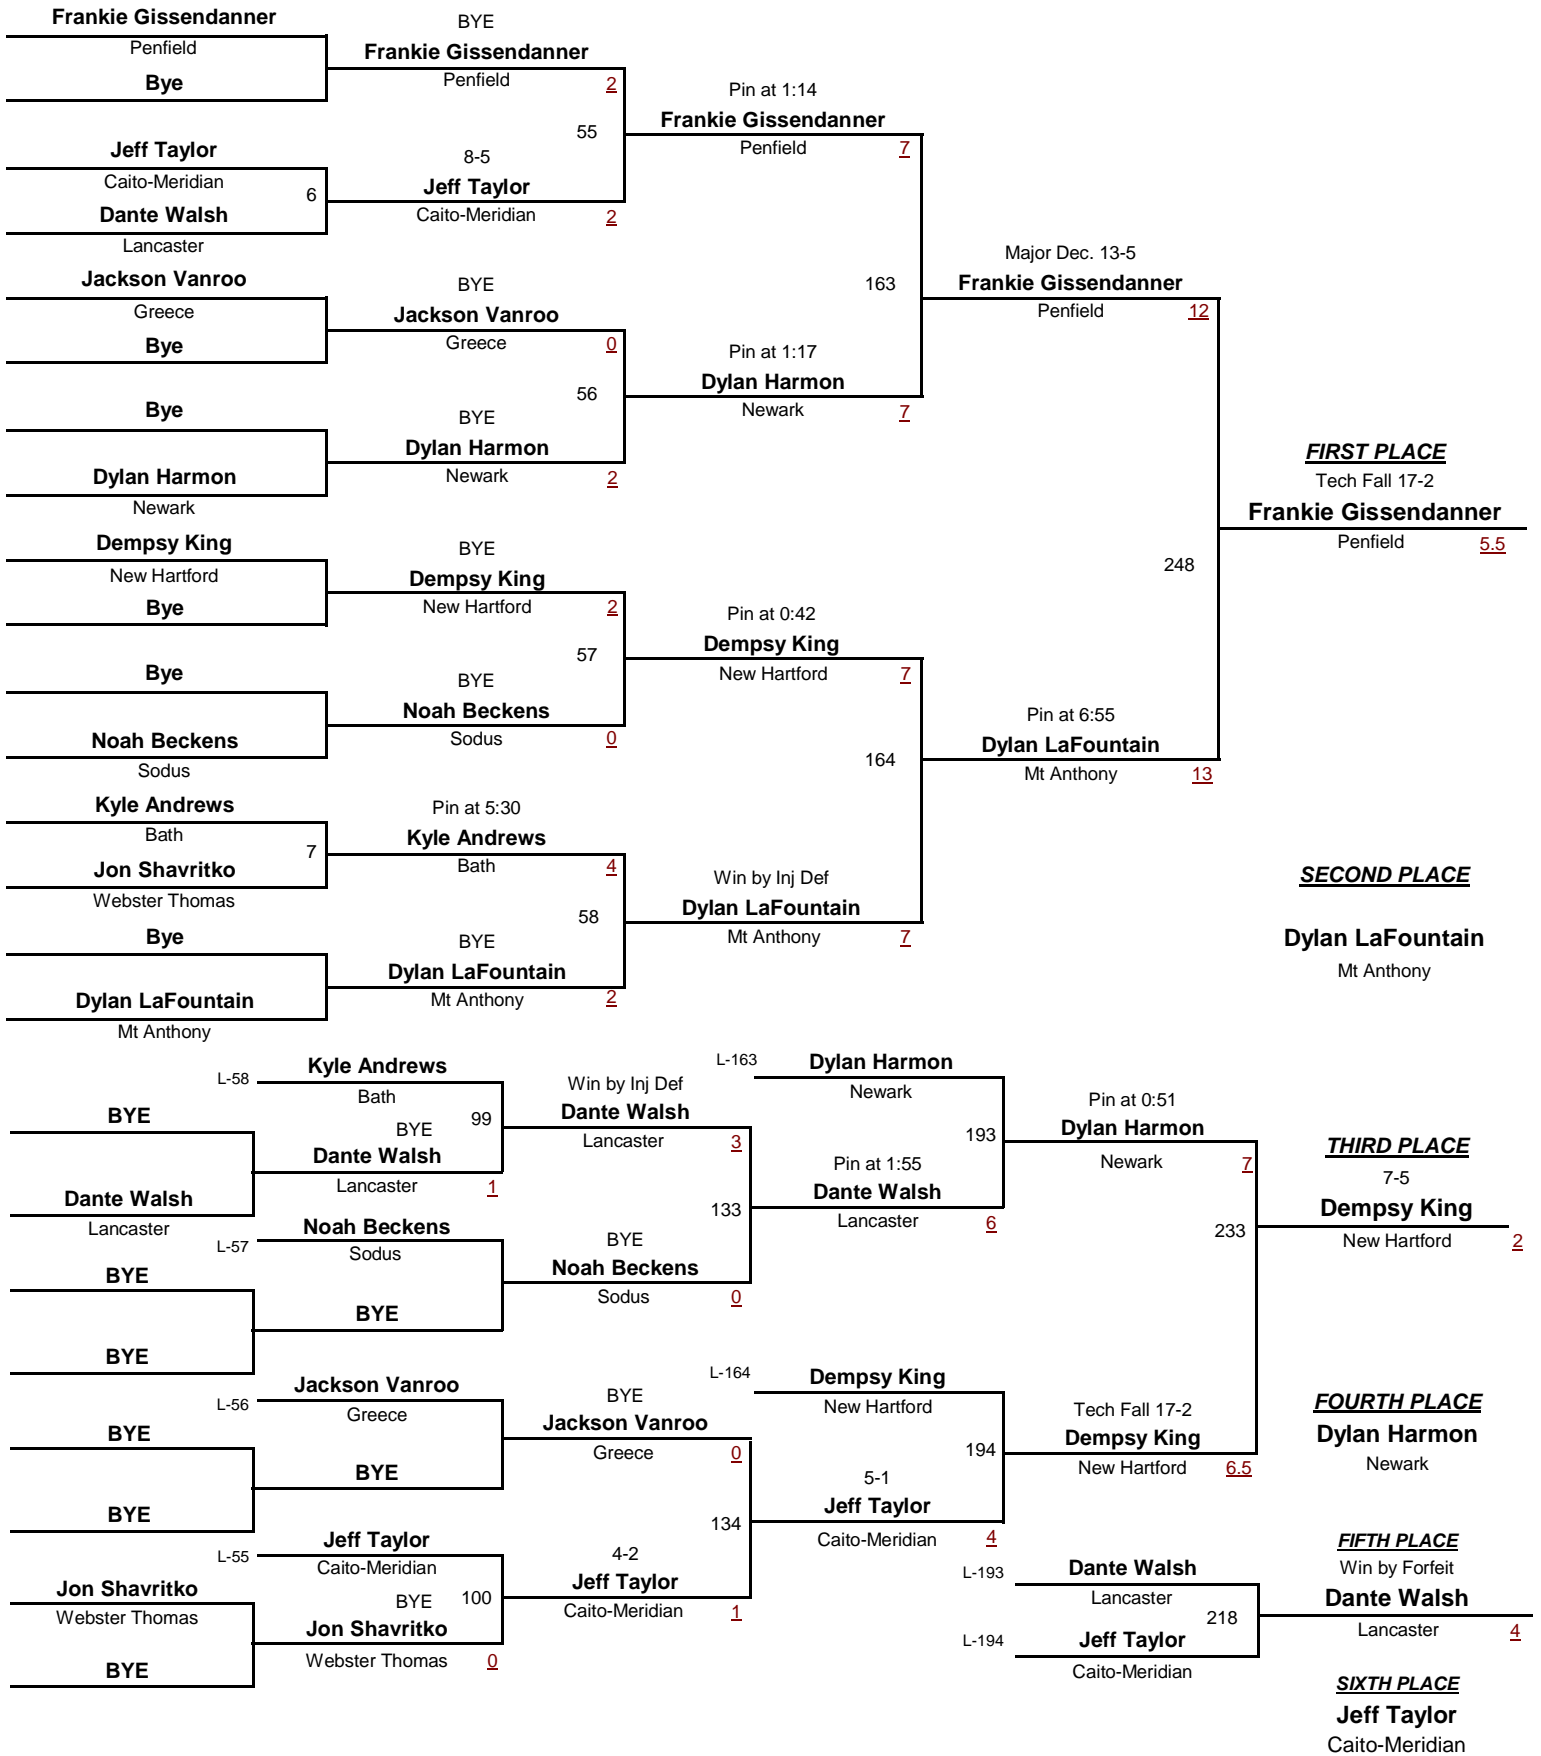 Frankie Gissendanner
Penfield
Bye
Jeff Taylor
Caito-Meridian
6
Dante Walsh
Lancaster
Jackson Vanroo
Greece
Bye
Bye
Dylan Harmon
Newark
Dempsy King
New Hartford
Bye
Bye
Noah Beckens
Sodus
Kyle Andrews
Bath
7
Jon Shavritko
Webster Thomas
Bye
Dylan LaFountain
Mt Anthony
BYE
Frankie Gissendanner
Penfield 2
55
8-5
Jeff Taylor
Caito-Meridian 2
BYE
Jackson Vanroo
Greece 0
56
BYE
Dylan Harmon
Newark 2
BYE
Dempsy King
New Hartford 2
57
BYE
Noah Beckens
Sodus 0
Pin at 5:30
Kyle Andrews
Bath 4
58
BYE
Dylan LaFountain
Mt Anthony 2
Pin at 1:14
Frankie Gissendanner
Penfield 7
163
Pin at 1:17
Dylan Harmon
Newark 7
Pin at 0:42
Dempsy King
New Hartford 7
164
Win by Inj Def
Dylan LaFountain
Mt Anthony 7
Major Dec. 13-5
Frankie Gissendanner
Penfield 12
248
Pin at 6:55
Dylan LaFountain
Mt Anthony 13
FIRST PLACE
Tech Fall 17-2
Frankie Gissendanner
Penfield 5.5
SECOND PLACE
Dylan LaFountain
Mt Anthony
BYE
Dante Walsh
Lancaster
BYE
BYE
BYE
BYE
Jon Shavritko
Webster Thomas
BYE
L-58 Kyle Andrews
Bath
99
BYE
Dante Walsh
Lancaster 1
L-57 Noah Beckens
Sodus
BYE
L-56 Jackson Vanroo
Greece
BYE
L-55 Jeff Taylor
Caito-Meridian
BYE 100
Jon Shavritko
Webster Thomas 0
Win by Inj Def
Dante Walsh
Lancaster 3
133
BYE
Noah Beckens
Sodus 0
BYE
Jackson Vanroo
Greece 0
134
4-2
Jeff Taylor
Caito-Meridian 1
L-163 Dylan Harmon
Newark
193
Pin at 1:55
Dante Walsh
Lancaster 6
L-164 Dempsy King
New Hartford
194
5-1
Jeff Taylor
Caito-Meridian 4
Pin at 0:51
Dylan Harmon
Newark 7
233
Tech Fall 17-2
Dempsy King
New Hartford 6.5
L-193 Dante Walsh
Lancaster
218
L-194 Jeff Taylor
Caito-Meridian
THIRD PLACE
7-5
Dempsy King
New Hartford 2
FOURTH PLACE
Dylan Harmon
Newark
FIFTH PLACE
Win by Forfeit
Dante Walsh
Lancaster 4
SIXTH PLACE
Jeff Taylor
Caito-Meridian